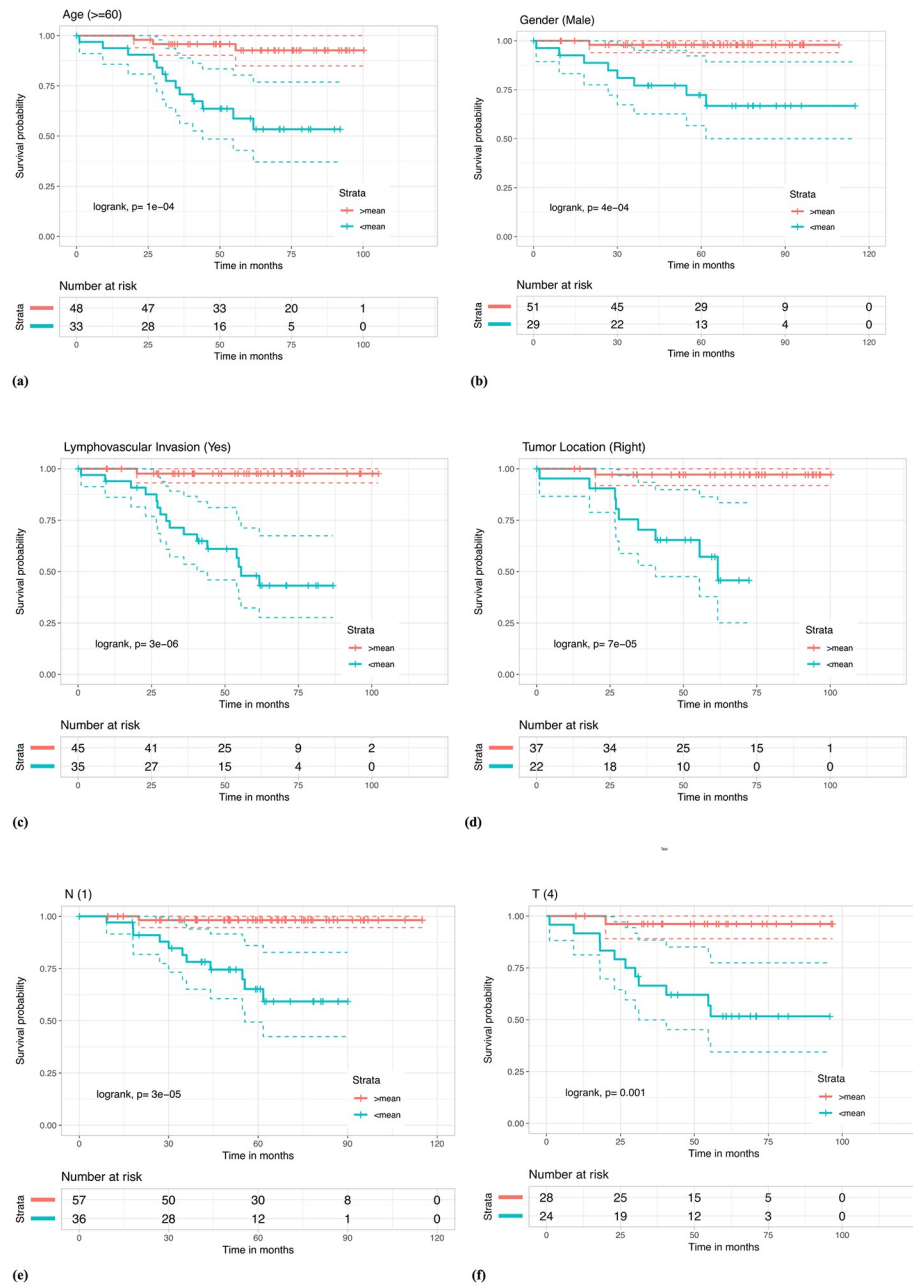 Age (>=60)
1.00
0.75
0.50
0.25
0.00
Survival probability
logrank, p= 1e−04
Strata
>mean
<mean
0 25 50 75 100
Time in months
Number at risk
Strata
48 47 33 20 1
33 28 16 5 0
0 25 50 75 100
Time in months
(a)
Gender (Male)
1.00
0.75
0.50
0.25
0.00
Survival probability
logrank, p= 4e−04
Strata
>mean
<mean
0 30 60 90 120
Time in months
Number at risk
Strata
51 45 29 9 0
29 22 13 4 0
0 30 60 90 120
Time in months
(b)
Lymphovascular Invasion (Yes)
1.00
0.75
0.50
0.25
0.00
Survival probability
logrank, p= 3e−06
Strata
>mean
<mean
0 25 50 75 100
Time in months
Number at risk
Strata
45 41 25 9 2
35 27 15 4 0
0 25 50 75 100
Time in months
(c)
Tumor Location (Right)
1.00
0.75
0.50
0.25
0.00
Survival probability
logrank, p= 7e−05
Strata
>mean
<mean
0 25 50 75 100
Time in months
Number at risk
Strata
37 34 25 15 1
22 18 10 0 0
0 25 50 75 100
Time in months
(d)
N (1)
1.00
0.75
0.50
0.25
0.00
Survival probability
logrank, p= 3e−05
Strata
>mean
<mean
0 30 60 90 120
Time in months
Number at risk
Strata
57 50 30 8 0
36 28 12 1 0
0 30 60 90 120
Time in months
(e)
T (4)
1.00
0.75
0.50
0.25
0.00
Survival probability
logrank, p= 0.001
Strata
>mean
<mean
0 25 50 75 100
Time in months
Number at risk
Strata
28 25 15 5 0
24 19 12 3 0
0 25 50 75 100
Time in months
(f)